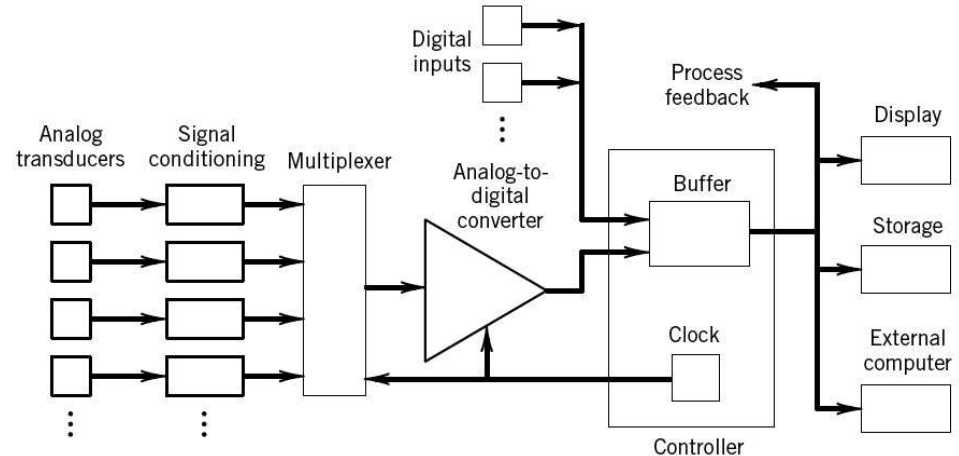 Digital
inputs
Process
feedback
Display
Analog
transducers
Signal
conditioning
Multiplexer
Analog-to-
digital
converter
Buffer
Storage
Clock
External
computer
Controller